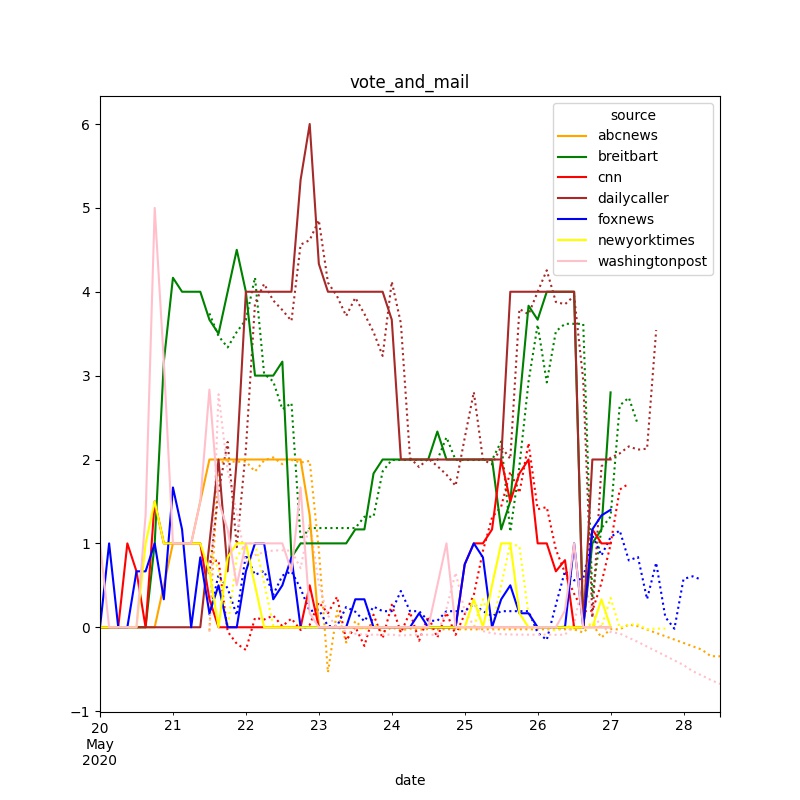 vote_and_mail
source
abcnews
breitbart
cnn
dailycaller
foxnews
newyorktimes
washingtonpost
6
5
4
3
2
1
0
−1
20 21 22 23 24 25 26 27 28
May
2020
date